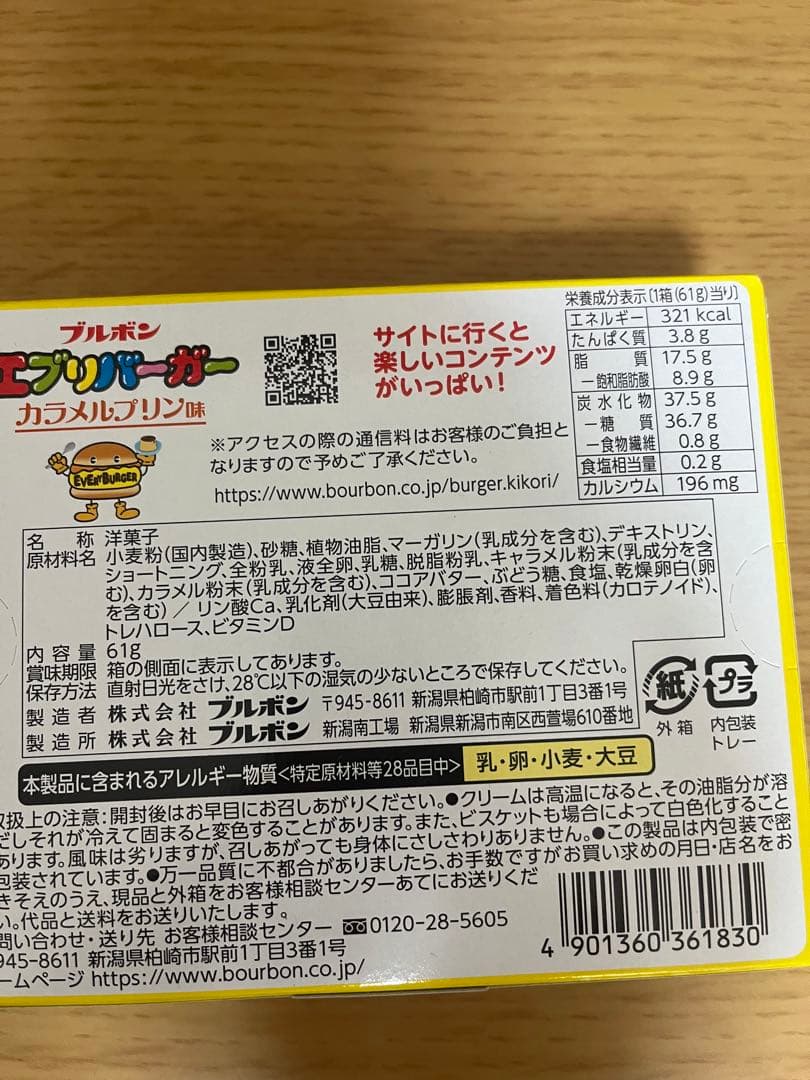 ブルボン
エブリバーガー
カラメルプリン味
EVERYBURGER
サイトに行くと
楽しいコンテンツ
がいっぱい!
※アクセスの際の通信料はお客様のご負担と
なりますので予めご了承ください。
https://www.bourbon.co.jp/burger.kikori/
栄養成分表示〔1箱(61g)当り〕
エネルギー 321 kcal
たんぱく質 3.8 g
脂質 17.5 g
―飽和脂肪酸 8.9 g
炭水化物 37.5 g
―糖質 36.7 g
―食物繊維 0.8 g
食塩相当量 0.2 g
カルシウム 196 mg
名称 洋菓子
原材料名 小麦粉(国内製造)、砂糖、植物油脂、マーガリン(乳成分を含む)、デキストリン、
ショートニング、全粉乳、液全卵、乳糖、脱脂粉乳、キャラメル粉末(乳成分を含
む)、カラメル粉末(乳成分を含む)、ココアバター、ぶどう糖、食塩、乾燥卵白(卵
を含む) / リン酸Ca、乳化剤(大豆由来)、膨脹剤、香料、着色料(カロテノイド)、
トレハロース、ビタミンD
内容量 61g
賞味期限 箱の側面に表示してあります。
保存方法 直射日光をさけ、28℃以下の湿気の少ないところで保存してください。
製造者 株式会社 ブルボン 〒945-8611 新潟県柏崎市駅前1丁目3番1号
製造所 株式会社 ブルボン 新潟南工場 新潟県新潟市南区西萱場610番地
紙
外箱
プラ
内包装
トレー
本製品に含まれるアレルギー物質<特定原材料等28品目中> 乳・卵・小麦・大豆
取扱上の注意:開封後はお早目にお召しあがりください。●クリームは高温になると、その油脂分が溶
だしそれが冷えて固まると変色することがあります。また、ビスケットも場合によって白色化すること
あります。風味は劣りますが、召しあがっても身体にさしさわりありません。●この製品は内包装で密
包装されています。●万一品質に不都合がありましたら、お手数ですがお買い求めの月日・店名をお
きそえのうえ、現品と外箱をお客様相談センターあてにお送りくだ
い。代品と送料をお送りいたします。
問い合わせ・送り先 お客様相談センター 0120-28-5605
945-8611 新潟県柏崎市駅前1丁目3番1号
ームページ https://www.bourbon.co.jp/
4 901360 361830